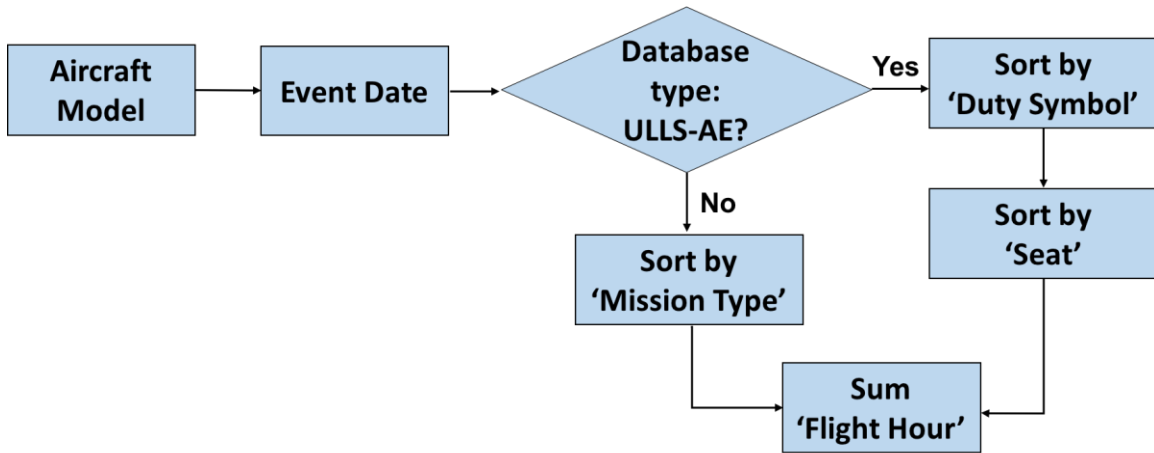 Aircraft
Model
Event Date
Database
type:
ULLS-AE?
Yes
Sort by
‘Duty Symbol’
No
Sort by
‘Seat’
Sort by
‘Mission Type’
Sum
‘Flight Hour’